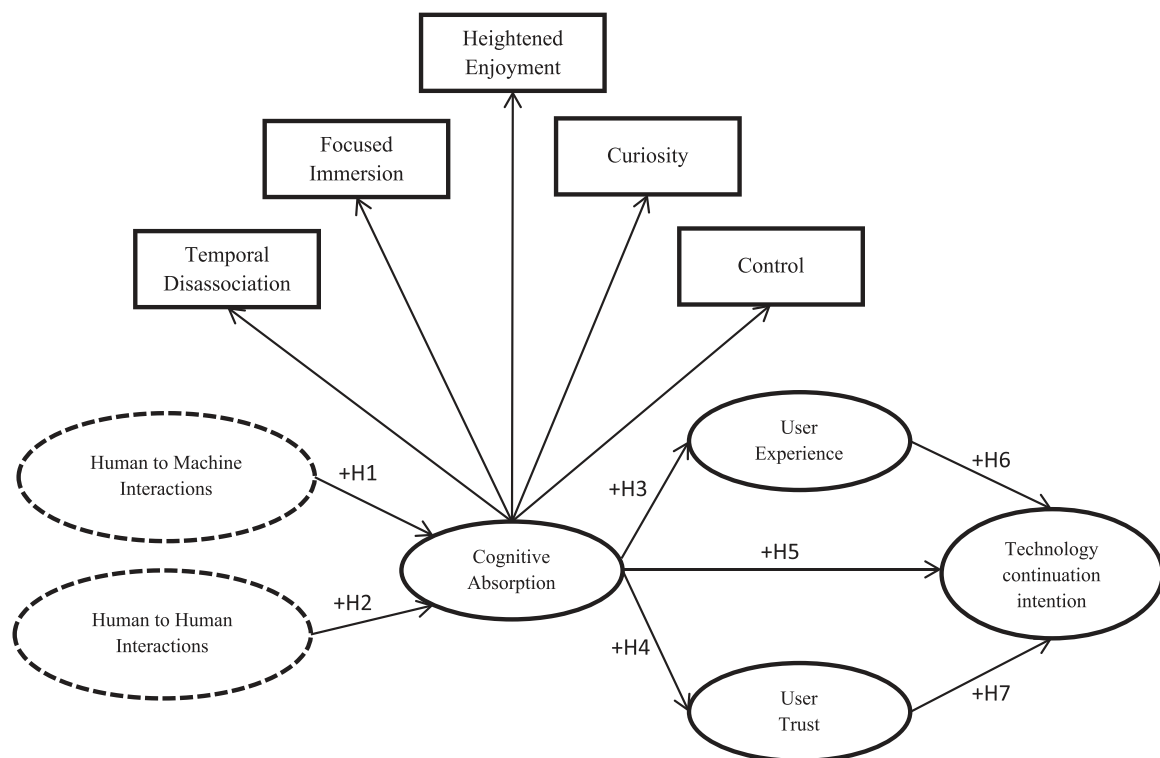 Heightened
Enjoyment
Focused
Immersion
Curiosity
Temporal
Disassociation
Control
Human to Machine
Interactions
+H1
User
Experience
+H6
+H3
Cognitive
Absorption
+H5
Technology
continuation
intention
Human to Human
Interactions
+H2
+H4
User
Trust
+H7